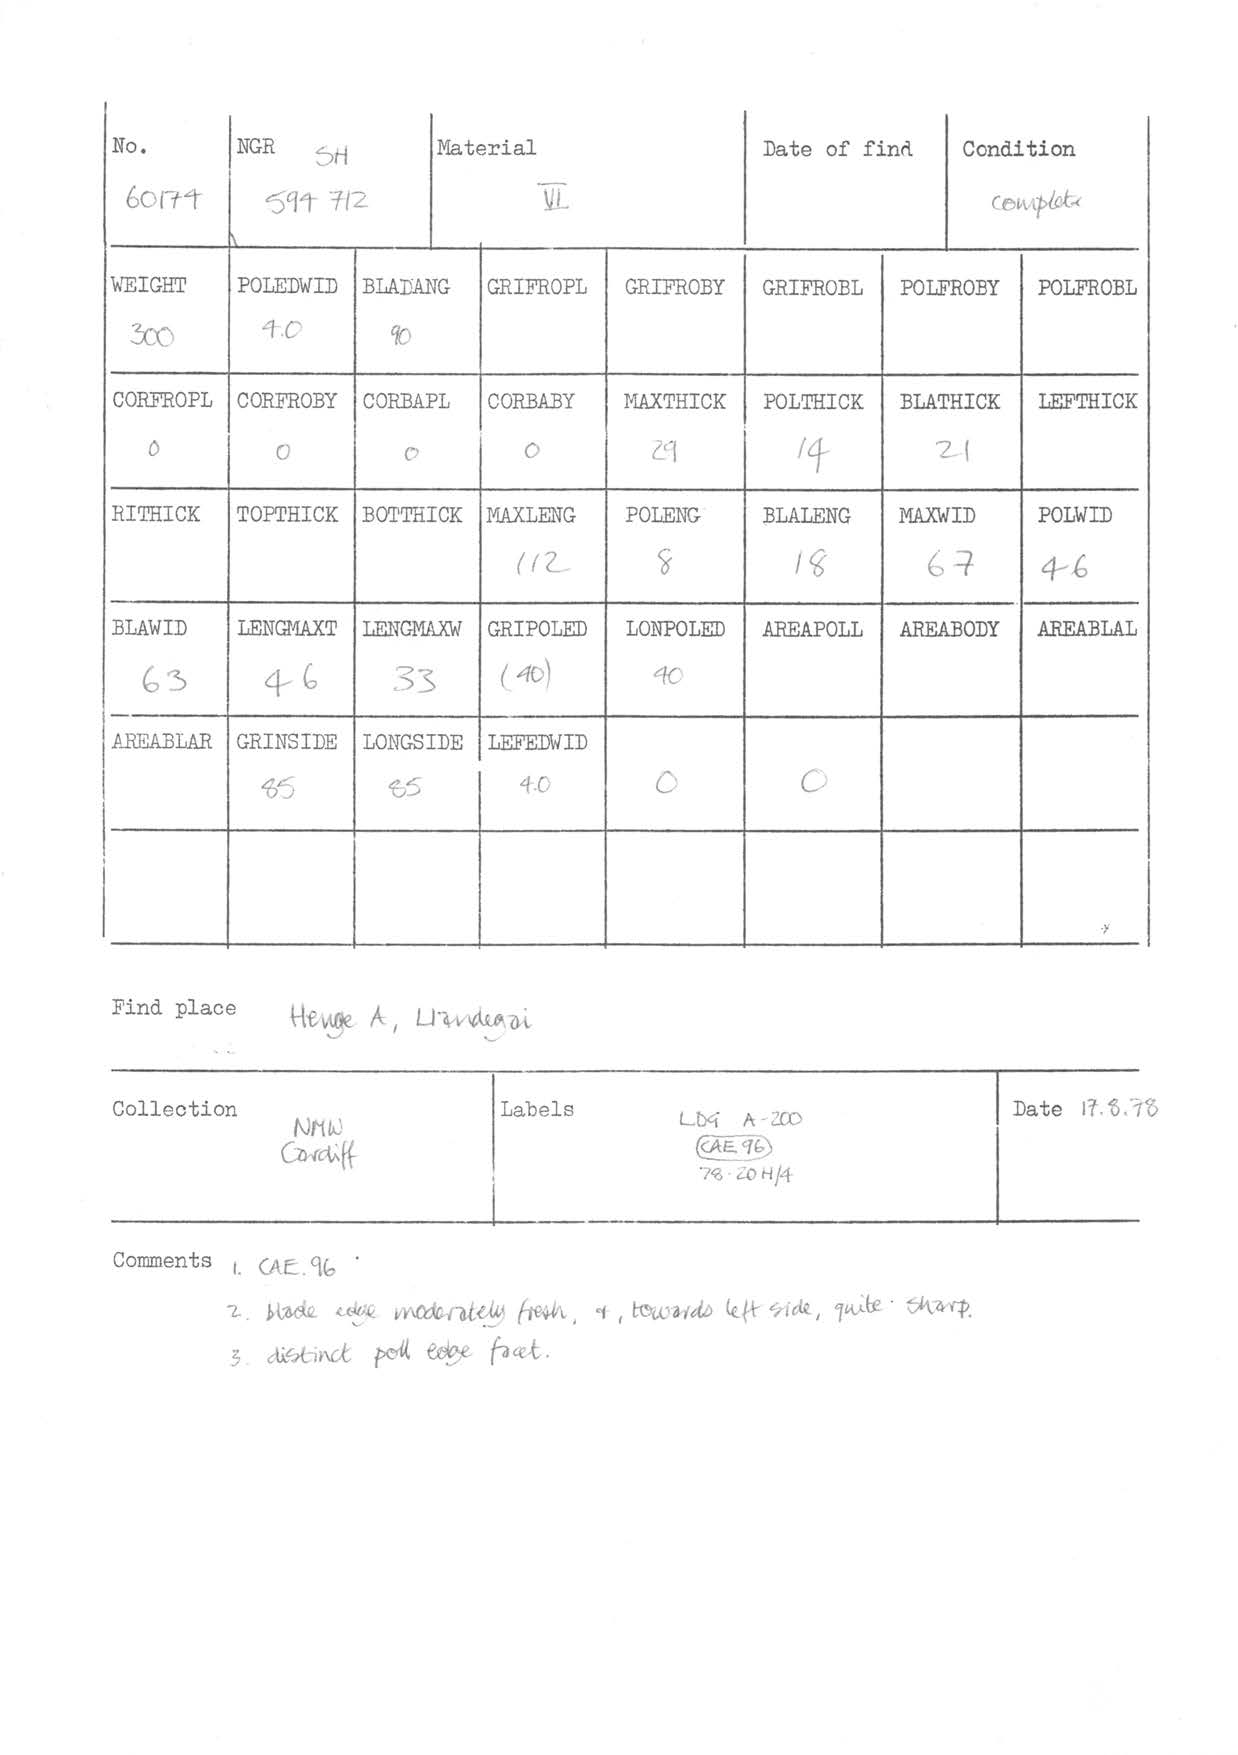 No. NGR SH Material Date of find Condition
60174 594 712 VI complete
WEIGHT POLEDWID BLADANG GRIFROPL GRIFROBY GRIFROBL POLFROBY POLFROBL
300 4.0 90
CORFROPL CORFROBY CORBAPL CORBABY MAXTHICK POLTHICK BLATHICK LEFTHICK
0 0 0 0 29 14 21
RITHICK TOPTHICK BOTTHICK MAXLENG POLENG BLALENG MAXWID POLWID
112 8 18 67 46
BLAWID LENGMAXT LENGMAXW GRIPOLED LONPOLED AREAPOLL AREABODY AREABLAL
63 46 33 (40) 40
AREABLAR GRINSIDE LONGSIDE LEFEDWID
85 85 4.0 0 0
Find place Henge A, Llandegai
Collection Labels Date 17.8.78
NMW
Cardiff
LDG A-200
CAE 96
78.20H/4
Comments 1. CAE.96
2. blade edge moderately fresh, +, towards left side, quite sharp.
3. distinct poll edge facet.